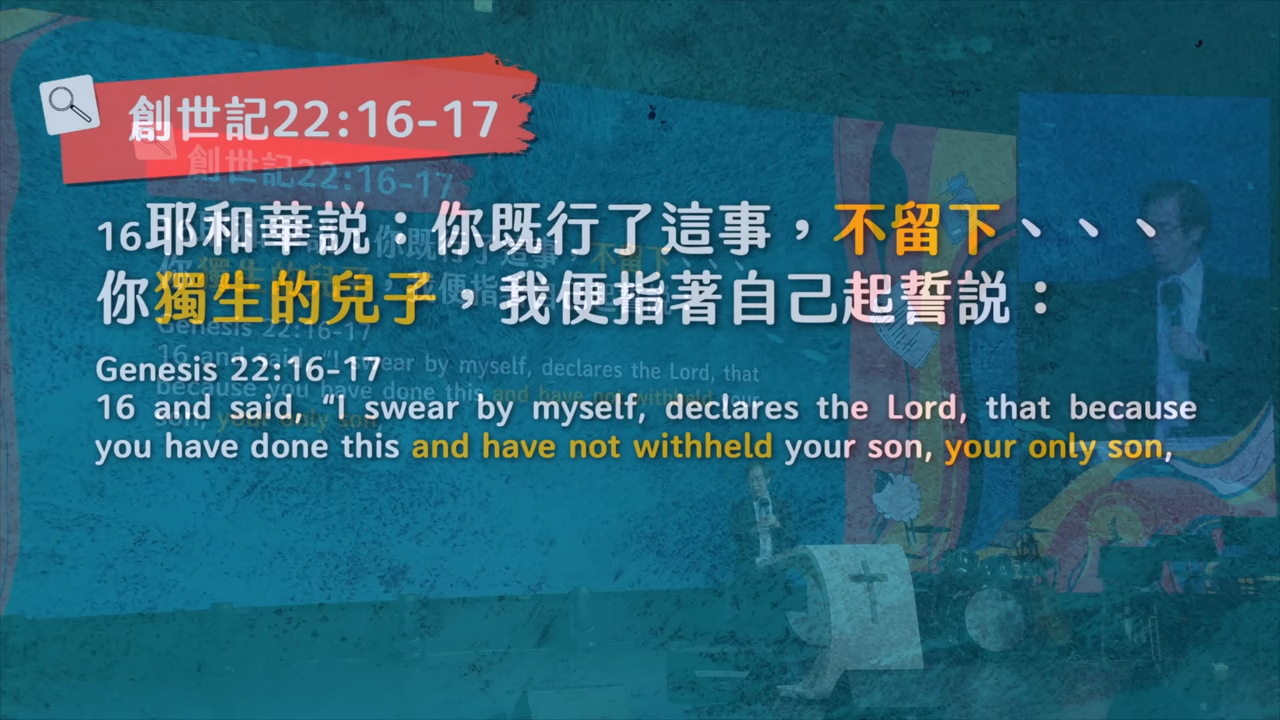 創世記22:16-17
16耶和華説：你既行了這事，不留下、、、
你獨生的兒子，我便指著自己起誓説：
Genesis 22:16-17
16 and said, “I swear by myself, declares the Lord, that because
you have done this and have not withheld your son, your only son,